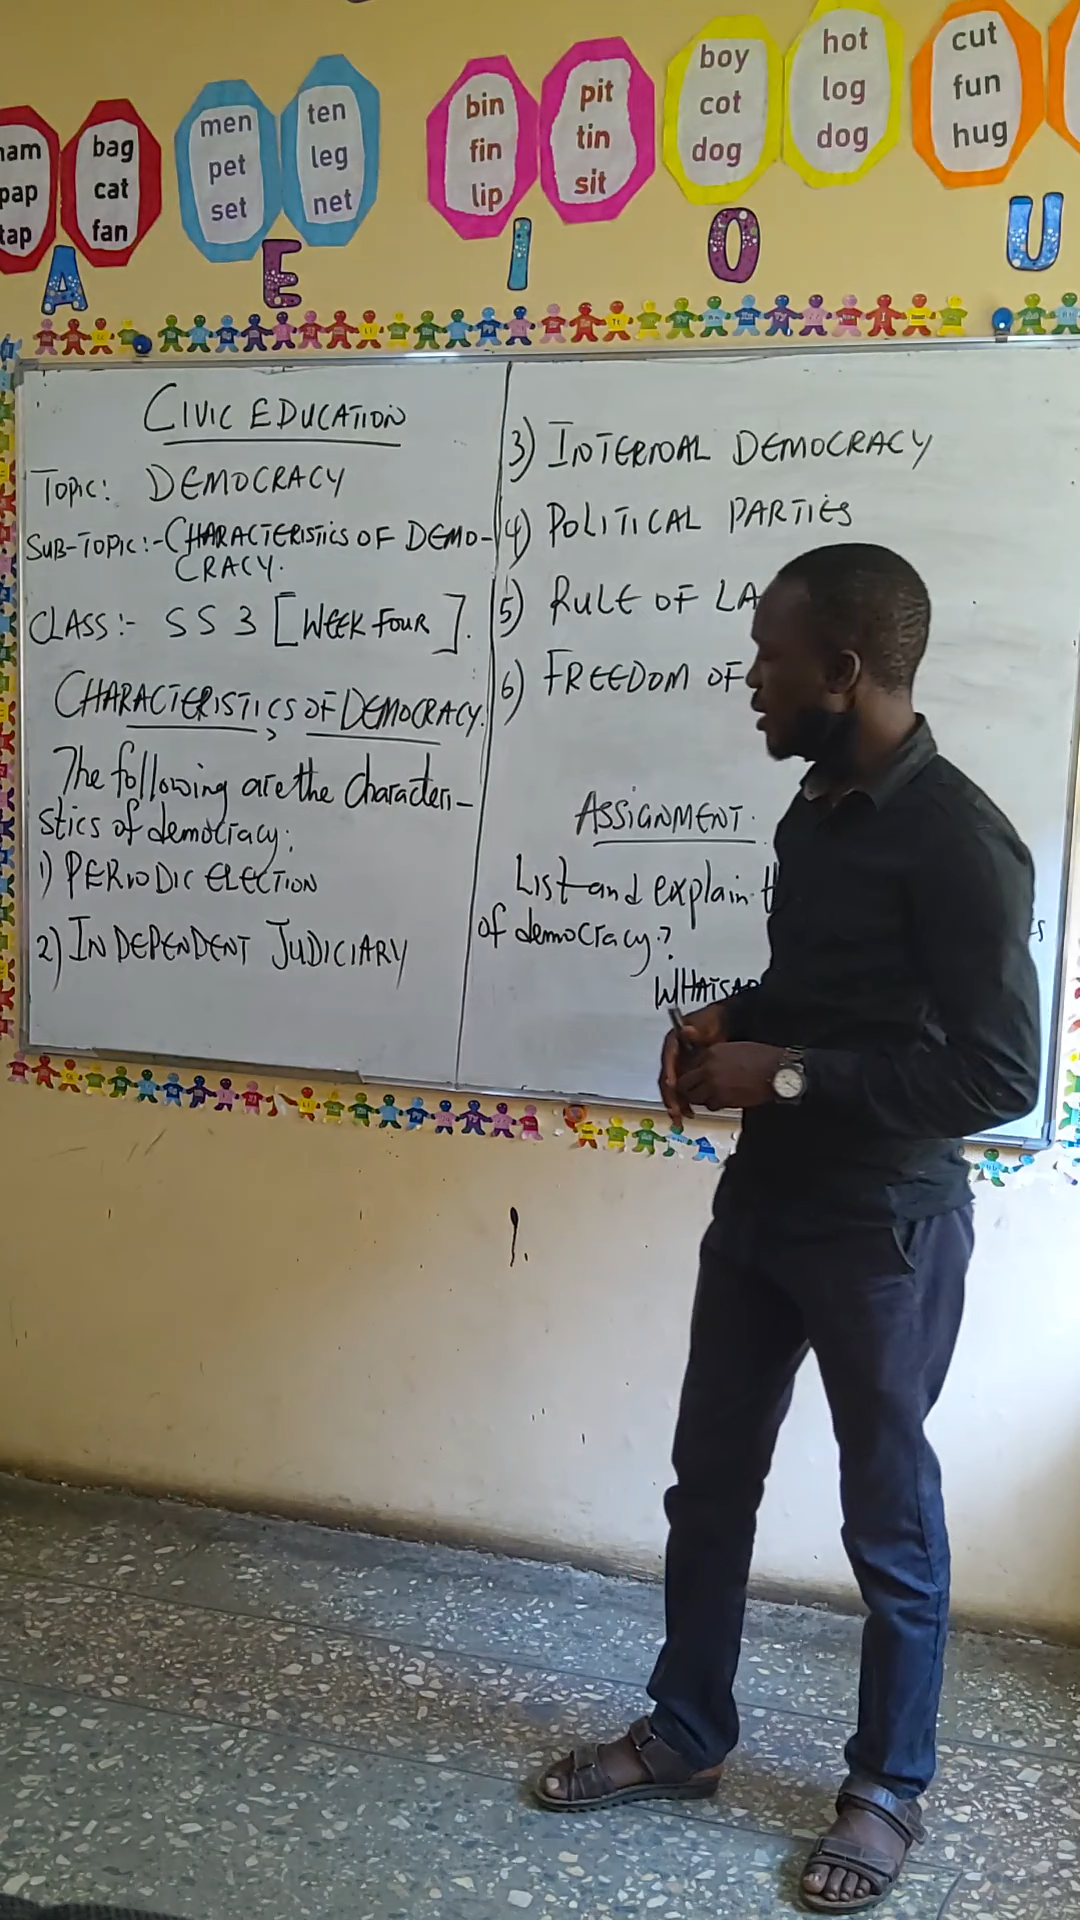 ham
pap
tap
bag
cat
fan
men
pet
set
ten
leg
net
bin
fin
lip
pit
tin
sit
boy
cot
dog
hot
log
dog
cut
fun
hug
A E I O U
CIVIC EDUCATION
TOPIC: DEMOCRACY
SUB-TOPIC:- CHARACTERISTICS OF DEMO-
CRACY.
CLASS:- SS 3 [WEEK FOUR].
CHARACTERISTICS OF DEMOCRACY.
The following are the characteri-
stics of democracy:
1) PERIODIC ELECTION
2) INDEPENDENT JUDICIARY
3) INTERNAL DEMOCRACY
4) POLITICAL PARTIES
5) RULE OF
6) FREEDOM OF
ASSIGNMENT.
List and explain
of democracy.?